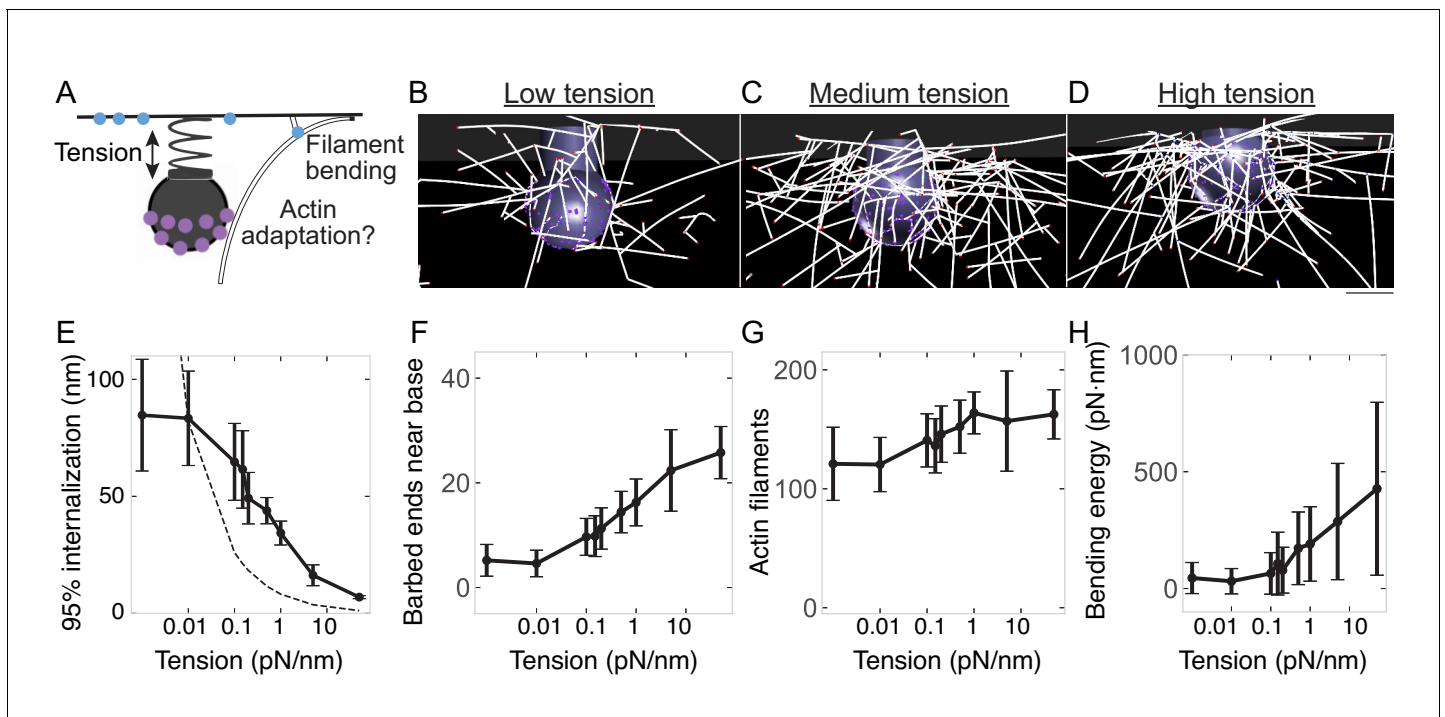 A
Tension
Filament
bending
Actin
adaptation?
B
Low tension
C
Medium tension
D
High tension
E
95% internalization (nm)
100
50
0
0.01 0.1 1 10
Tension (pN/nm)
F
Barbed ends near base
40
20
0
0.01 0.1 1 10
Tension (pN/nm)
G
Actin filaments
200
100
0
0.01 0.1 1 10
Tension (pN/nm)
H
Bending energy (pN·nm)
1000
500
0
0.01 0.1 1 10
Tension (pN/nm)